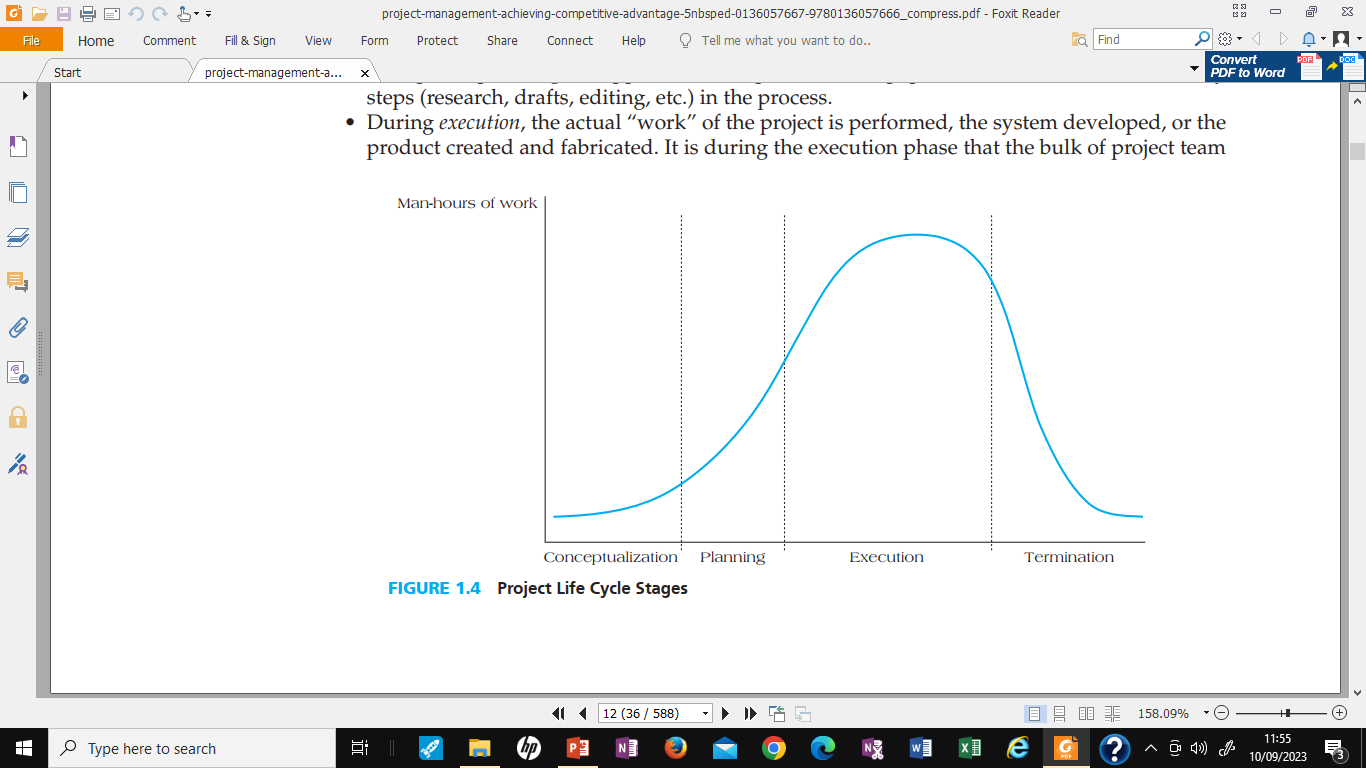 project-management-achieving-competitive-advantage-5nbsped-0136057667-9780136057666_compress.pdf - Foxit Reader
File Home Comment Fill & Sign View Form Protect Share Connect Help Tell me what you want to do.. Find
Start project-management-a... Convert PDF to Word PDF DOC
steps (research, drafts, editing, etc.) in the process.
• During execution, the actual “work” of the project is performed, the system developed, or the
product created and fabricated. It is during the execution phase that the bulk of project team
Man-hours of work
Conceptualization Planning Execution Termination
FIGURE 1.4 Project Life Cycle Stages
12 (36 / 588) 158.09%
Type here to search
11:55
10/09/2023
3